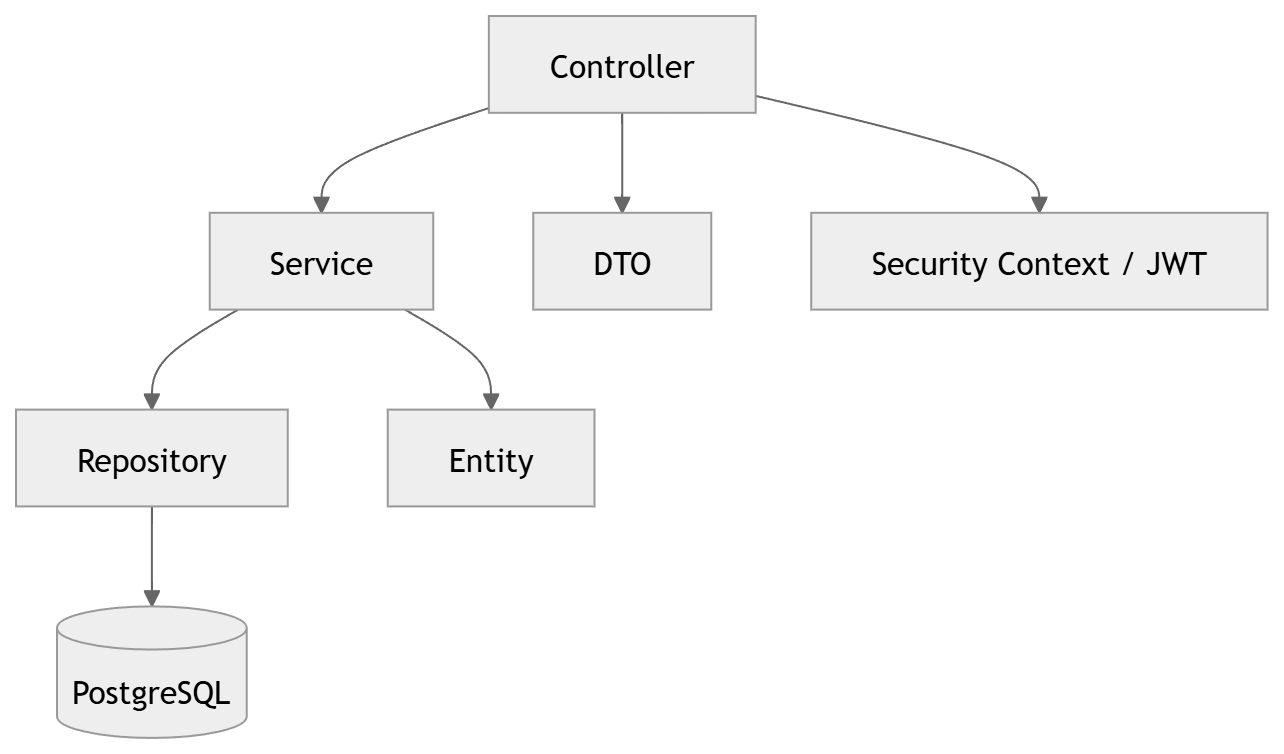 Controller
Service
DTO
Security Context / JWT
Repository
Entity
PostgreSQL